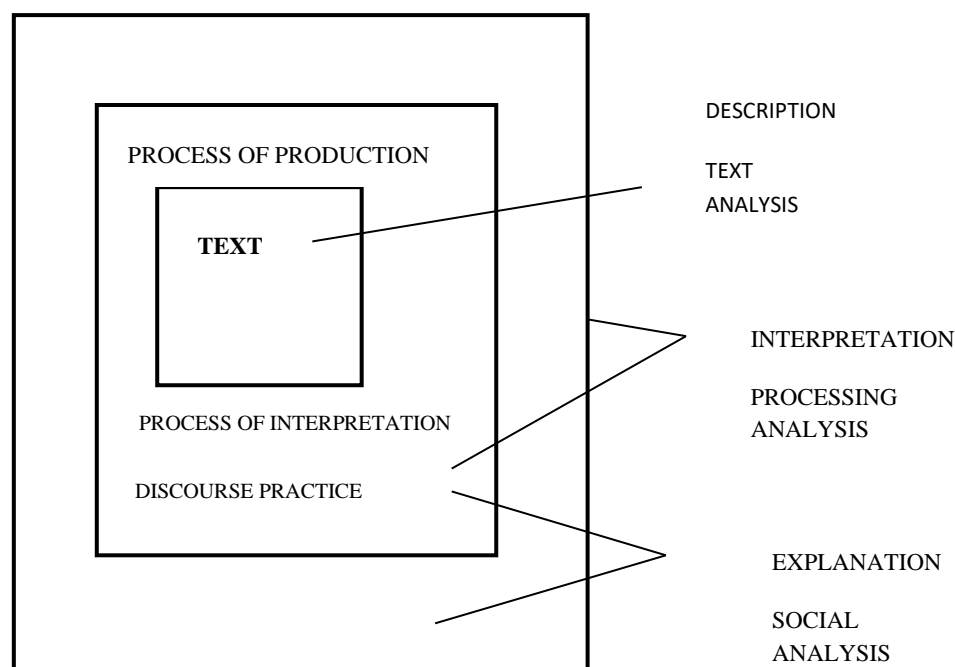 DESCRIPTION
PROCESS OF PRODUCTION
TEXT
ANALYSIS
TEXT
INTERPRETATION
PROCESSING
ANALYSIS
PROCESS OF INTERPRETATION
DISCOURSE PRACTICE
EXPLANATION
SOCIAL
ANALYSIS